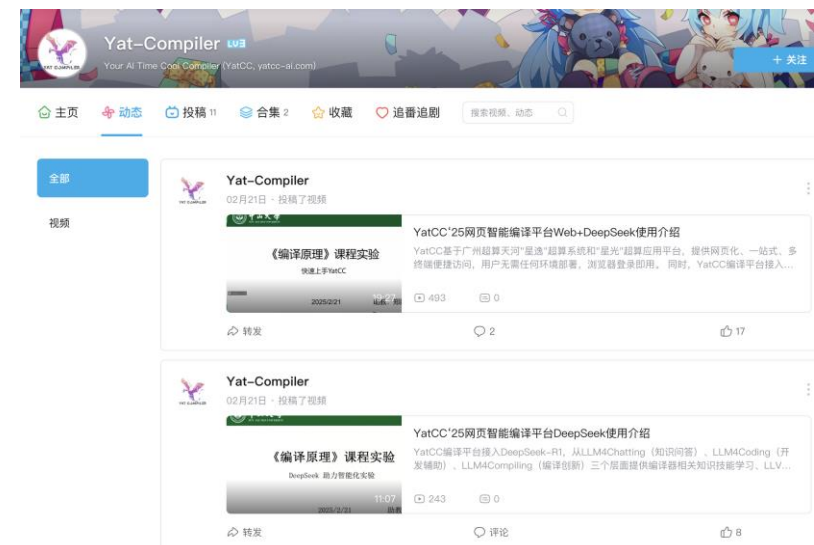 Yat-Compiler LV3
Your AI Time Cool Compiler (YatCC, yatcc-ai.com)
+ 关注
主页 动态 投稿 11 合集 2 收藏 追番追剧 搜索视频、动态
全部
视频
Yat-Compiler
02月21日 · 投稿了视频
中山大学
《编译原理》课程实验
快速上手YatCC
2025/2/21
19:27
YatCC'25网页智能编译平台Web+DeepSeek使用介绍
YatCC基于广州超算天河"星逸"超算系统和"星光"超算应用平台，提供网页化、一站式、多
终端便捷访问，用户无需任何环境部署，浏览器登录即用。 同时，YatCC编译平台接入...
493 0
转发 2 17
Yat-Compiler
02月21日 · 投稿了视频
《编译原理》课程实验
DeepSeek 助力智能化实验
2025/2/21
11:07
YatCC'25网页智能编译平台DeepSeek使用介绍
YatCC编译平台接入DeepSeek-R1，从LLM4Chatting（知识问答）、LLM4Coding（开
发辅助）、LLM4Compiling（编译创新）三个层面提供编译器相关知识技能学习、LLV...
243 0
转发 评论 8